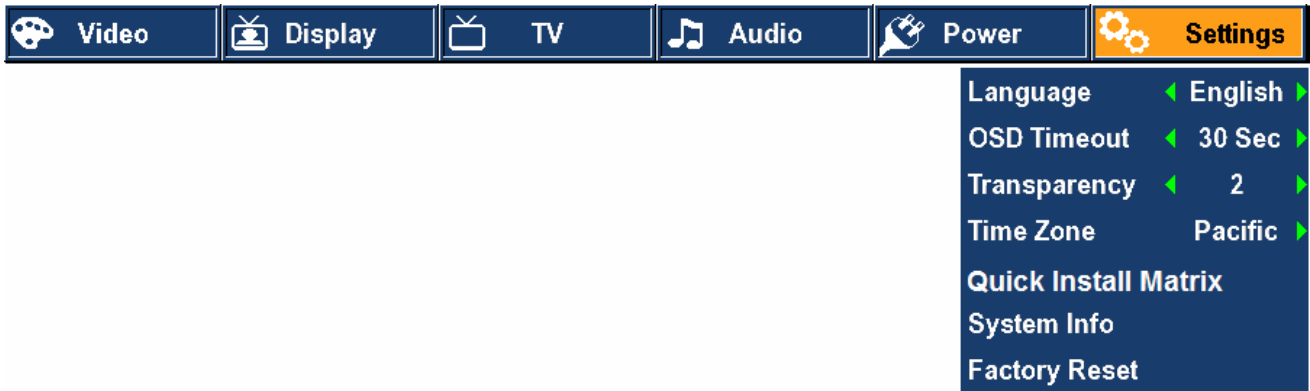 Video Display TV Audio Power Settings
Language English
OSD Timeout 30 Sec
Transparency 2
Time Zone Pacific
Quick Install Matrix
System Info
Factory Reset